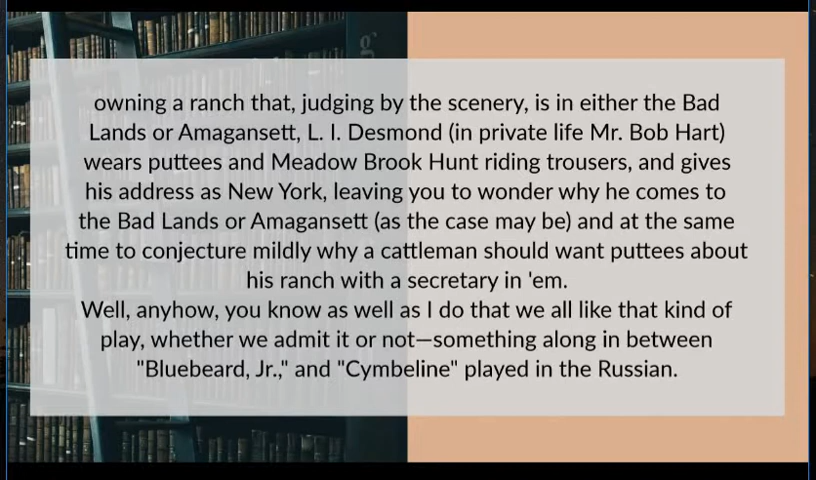 owning a ranch that, judging by the scenery, is in either the Bad
Lands or Amagansett, L. I. Desmond (in private life Mr. Bob Hart)
wears puttees and Meadow Brook Hunt riding trousers, and gives
his address as New York, leaving you to wonder why he comes to
the Bad Lands or Amagansett (as the case may be) and at the same
time to conjecture mildly why a cattleman should want puttees about
his ranch with a secretary in 'em.
Well, anyhow, you know as well as I do that we all like that kind of
play, whether we admit it or not—something along in between
"Bluebeard, Jr.," and "Cymbeline" played in the Russian.